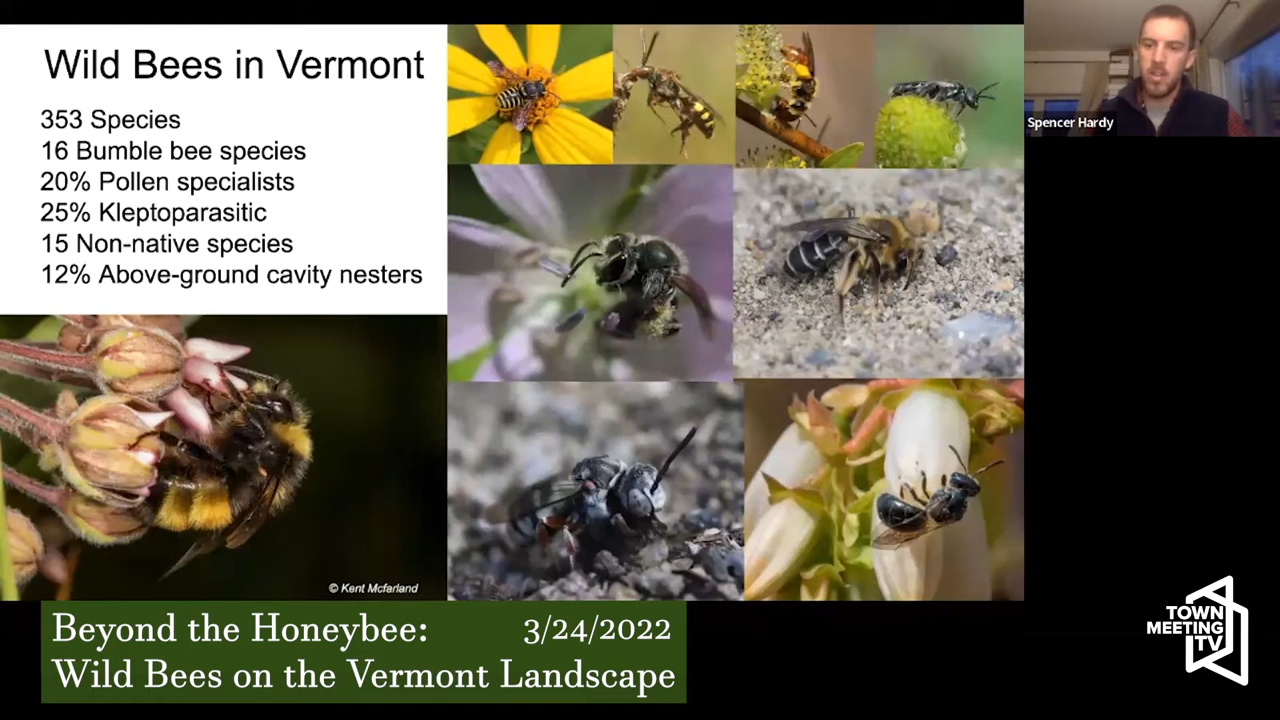 Wild Bees in Vermont
353 Species
16 Bumble bee species
20% Pollen specialists
25% Kleptoparasitic
15 Non-native species
12% Above-ground cavity nesters
© Kent Mcfarland
Spencer Hardy
Beyond the Honeybee: 3/24/2022
Wild Bees on the Vermont Landscape
TOWN
MEETING
TV